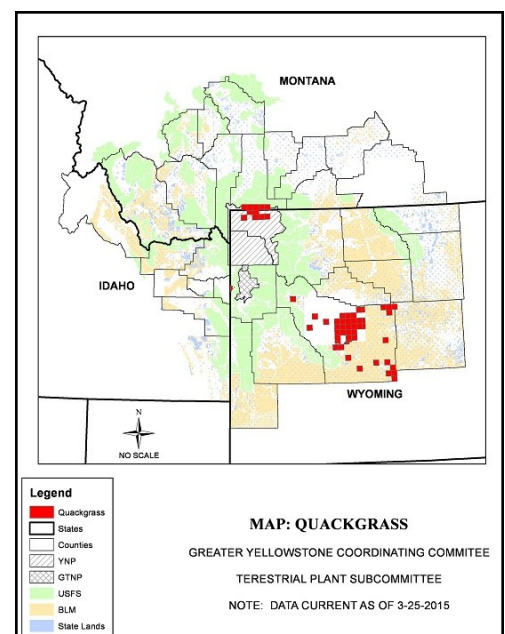 MONTANA
IDAHO
WYOMING
N
NO SCALE
Legend
Quackgrass
States
Counties
YNP
GTNP
USFS
BLM
State Lands
MAP: QUACKGRASS
GREATER YELLOWSTONE COORDINATING COMMITEE
TERESTRIAL PLANT SUBCOMMITTEE
NOTE: DATA CURRENT AS OF 3-25-2015